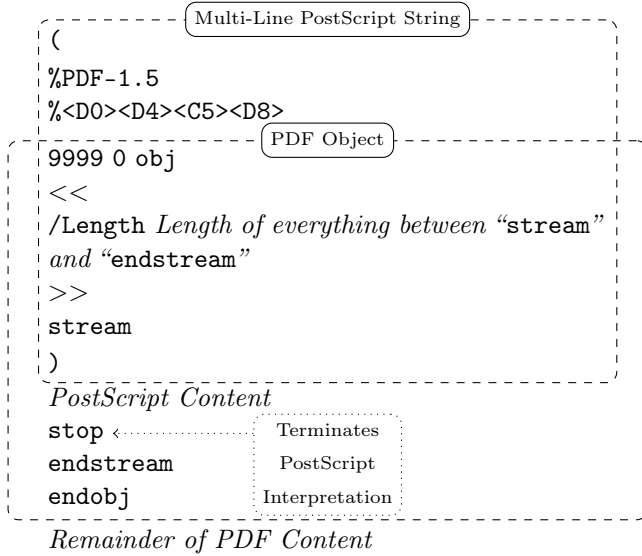 Multi-Line PostScript String
(
%PDF-1.5
%<D0><D4><C5><D8>
PDF Object
9999 0 obj
<<
/Length Length of everything between “stream”
and “endstream”
>>
stream
)
PostScript Content
stop
Terminates
endstream
PostScript
endobj
Interpretation
Remainder of PDF Content